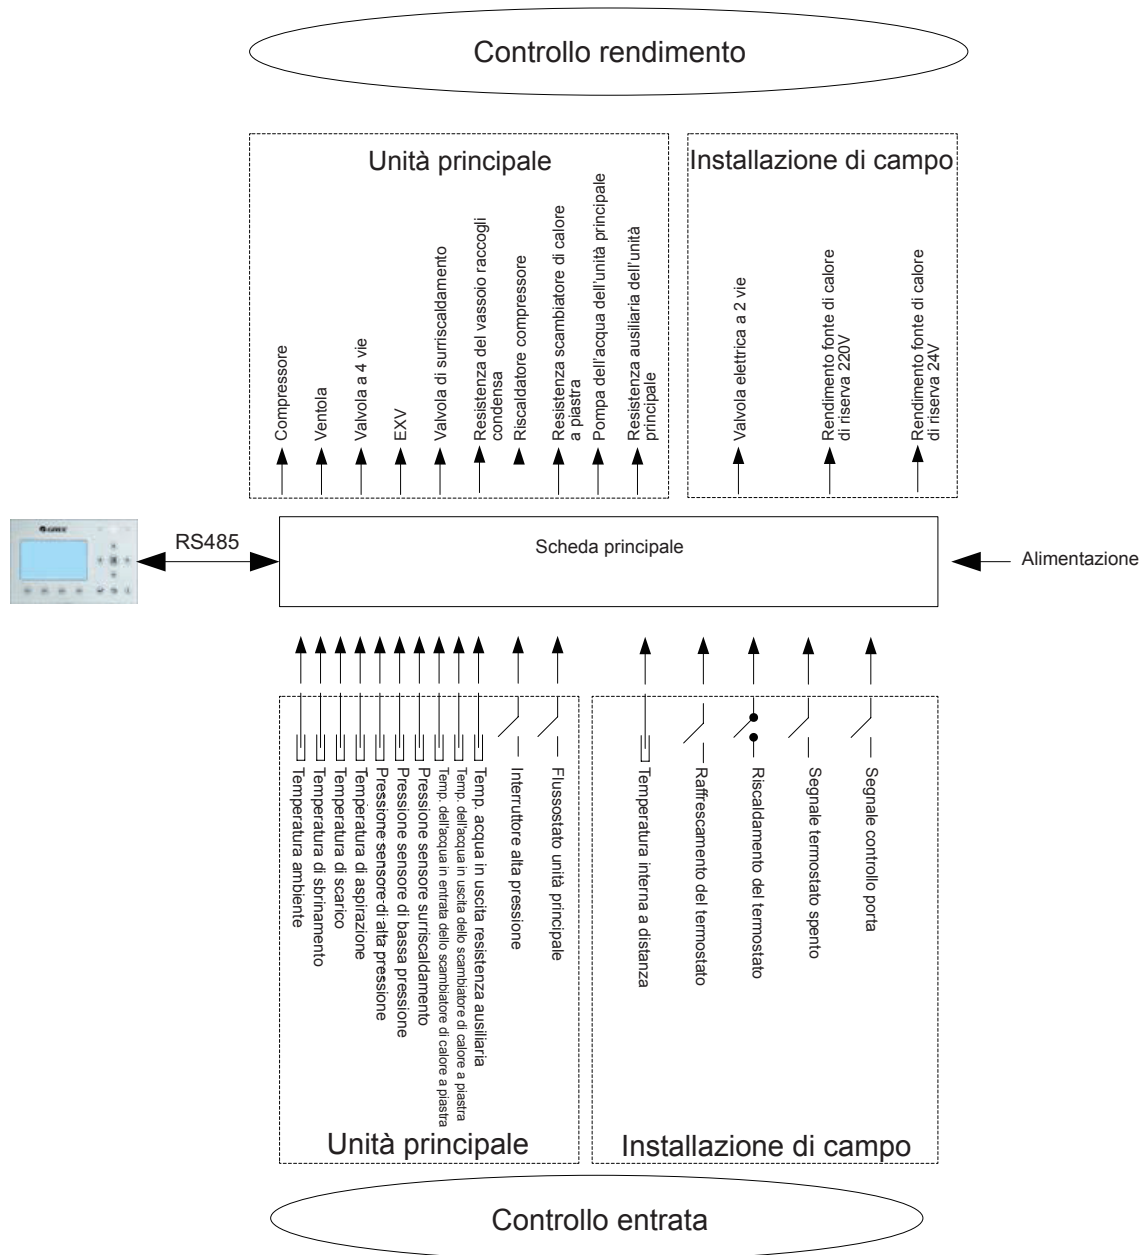 Controllo rendimento
Unità principale
Installazione di campo
Compressore
Ventola
Valvola a 4 vie
EXV
Valvola di surriscaldamento
Resistenza del vassoio raccogli
condensa
Riscaldatore compressore
Resistenza scambiatore di calore
a piastra
Pompa dell'acqua dell'unità principale
Resistenza ausiliaria dell'unità
principale
Valvola elettrica a 2 vie
Rendimento fonte di calore
di riserva 220V
Rendimento fonte di calore
di riserva 24V
GREE
RS485
Scheda principale
Alimentazione
Temperatura ambiente
Temperatura di sbrinamento
Temperatura di scarico
Temperatura di aspirazione
Pressione sensore di alta pressione
Pressione sensore di bassa pressione
Pressione sensore surriscaldamento
Temp. dell'acqua in entrata dello scambiatore di calore a piastra
Temp. dell'acqua in uscita dello scambiatore di calore a piastra
Temp. acqua in uscita resistenza ausiliaria
Interruttore alta pressione
Flussostato unità principale
Temperatura interna a distanza
Raffrescamento del termostato
Riscaldamento del termostato
Segnale termostato spento
Segnale controllo porta
Unità principale
Installazione di campo
Controllo entrata